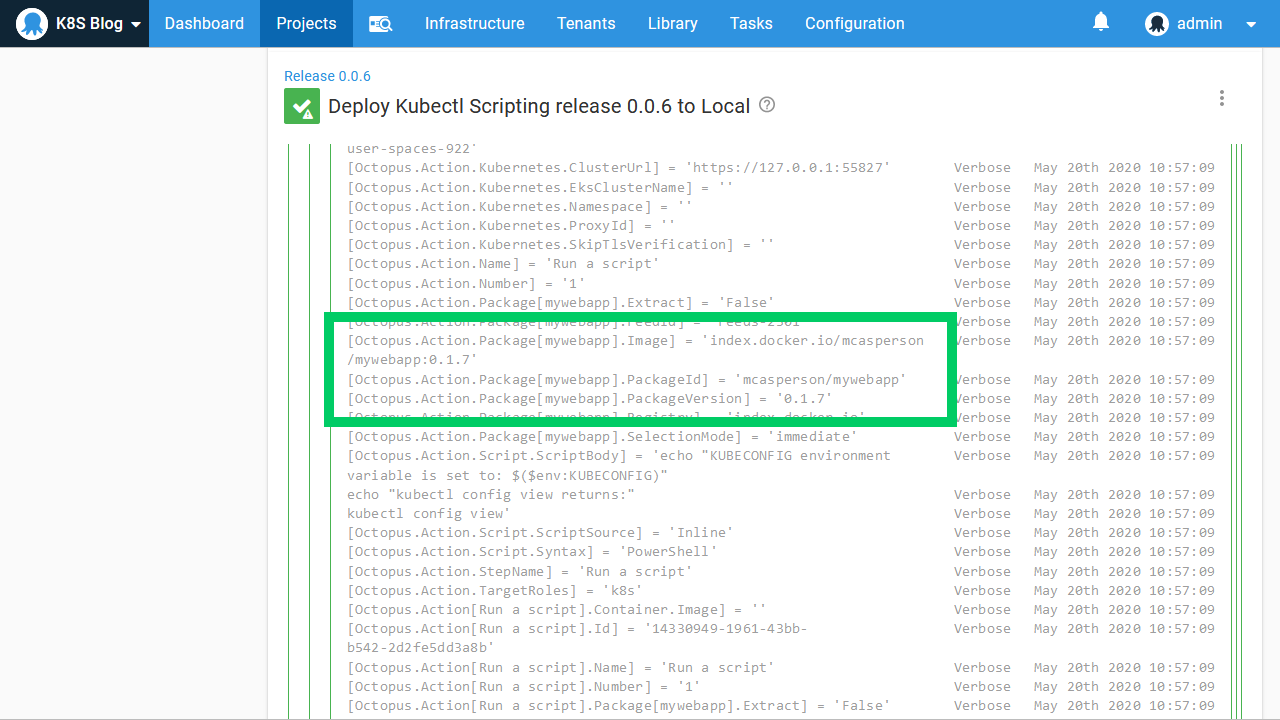 K8S Blog
Dashboard
Projects
Infrastructure
Tenants
Library
Tasks
Configuration
admin
Release 0.0.6
Deploy Kubectl Scripting release 0.0.6 to Local
user-spaces-922'
[Octopus.Action.Kubernetes.ClusterUrl] = 'https://127.0.0.1:55827' Verbose May 20th 2020 10:57:09
[Octopus.Action.Kubernetes.EksClusterName] = '' Verbose May 20th 2020 10:57:09
[Octopus.Action.Kubernetes.Namespace] = '' Verbose May 20th 2020 10:57:09
[Octopus.Action.Kubernetes.ProxyId] = '' Verbose May 20th 2020 10:57:09
[Octopus.Action.Kubernetes.SkipTlsVerification] = '' Verbose May 20th 2020 10:57:09
[Octopus.Action.Name] = 'Run a script' Verbose May 20th 2020 10:57:09
[Octopus.Action.Number] = '1' Verbose May 20th 2020 10:57:09
[Octopus.Action.Package[mywebapp].Extract] = 'False' Verbose May 20th 2020 10:57:09
[Octopus.Action.Package[mywebapp].FeedId] = Verbose May 20th 2020 10:57:09
[Octopus.Action.Package[mywebapp].Image] = 'index.docker.io/mcasperson Verbose May 20th 2020 10:57:09
/mywebapp:0.1.7'
[Octopus.Action.Package[mywebapp].PackageId] = 'mcasperson/mywebapp' Verbose May 20th 2020 10:57:09
[Octopus.Action.Package[mywebapp].PackageVersion] = '0.1.7' Verbose May 20th 2020 10:57:09
[Octopus.Action.Package[mywebapp].Registry] = 'index.docker.io' Verbose May 20th 2020 10:57:09
[Octopus.Action.Package[mywebapp].SelectionMode] = 'immediate' Verbose May 20th 2020 10:57:09
[Octopus.Action.Script.ScriptBody] = 'echo "KUBECONFIG environment Verbose May 20th 2020 10:57:09
variable is set to: $($env:KUBECONFIG)"
echo "kubectl config view returns:" Verbose May 20th 2020 10:57:09
kubectl config view' Verbose May 20th 2020 10:57:09
[Octopus.Action.Script.ScriptSource] = 'Inline' Verbose May 20th 2020 10:57:09
[Octopus.Action.Script.Syntax] = 'PowerShell' Verbose May 20th 2020 10:57:09
[Octopus.Action.StepName] = 'Run a script' Verbose May 20th 2020 10:57:09
[Octopus.Action.TargetRoles] = 'k8s' Verbose May 20th 2020 10:57:09
[Octopus.Action[Run a script].Container.Image] = '' Verbose May 20th 2020 10:57:09
[Octopus.Action[Run a script].Id] = '14330949-1961-43bb- Verbose May 20th 2020 10:57:09
b542-2d2fe5dd3a8b'
[Octopus.Action[Run a script].Name] = 'Run a script' Verbose May 20th 2020 10:57:09
[Octopus.Action[Run a script].Number] = '1' Verbose May 20th 2020 10:57:09
[Octopus.Action[Run a script].Package[mywebapp].Extract] = 'False' Verbose May 20th 2020 10:57:09